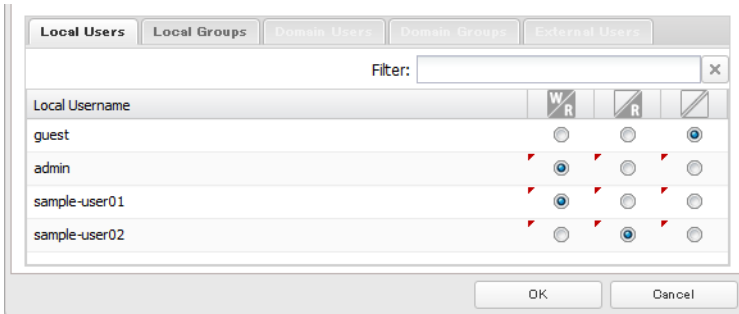 Local Users Local Groups Domain Users Domain Groups External Users
Filter:
Local Username W/R R
guest
admin
sample-user01
sample-user02
OK Cancel